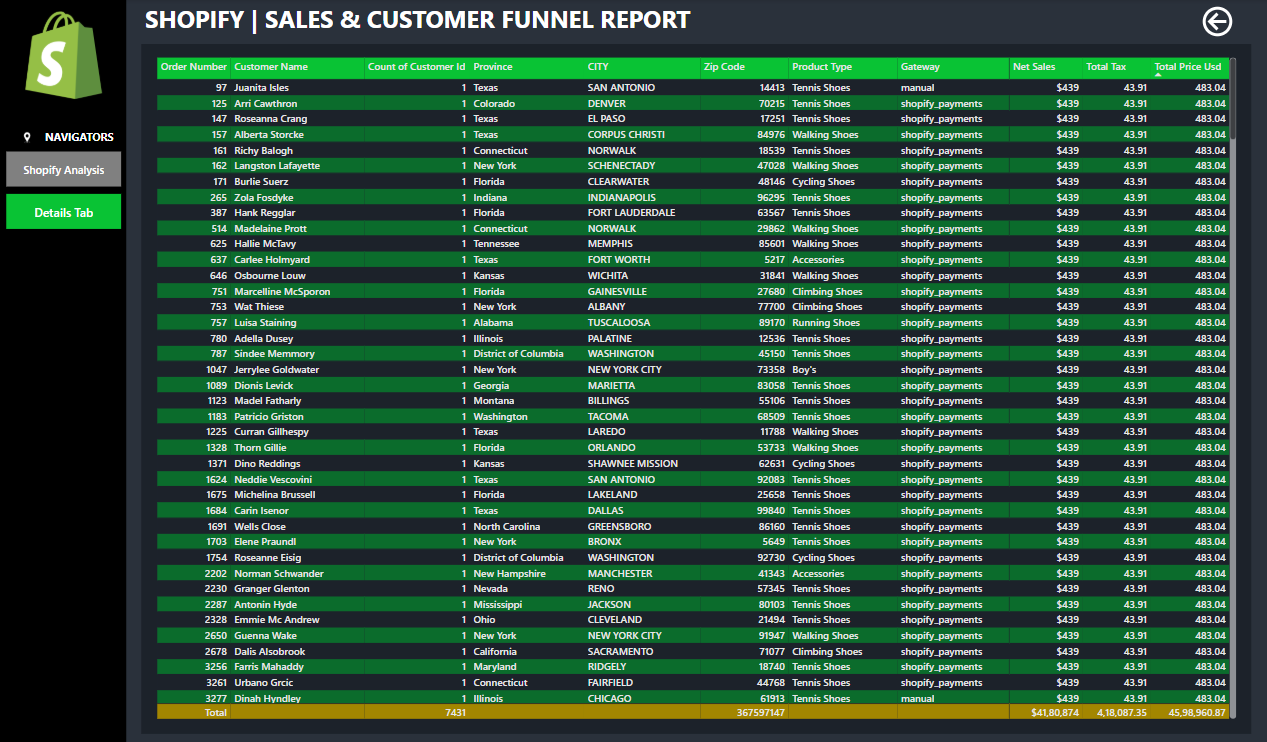 SHOPIFY | SALES & CUSTOMER FUNNEL REPORT
S
NAVIGATORS
Shopify Analysis
Details Tab
Order Number Customer Name Count of Customer Id Province CITY Zip Code Product Type Gateway Net Sales Total Tax Total Price Usd
97 Juanita Isles 1 Texas SAN ANTONIO 14413 Tennis Shoes manual $439 43.91 483.04
125 Arri Cawthron 1 Colorado DENVER 70215 Tennis Shoes shopify_payments $439 43.91 483.04
147 Roseanna Crang 1 Texas EL PASO 17251 Tennis Shoes shopify_payments $439 43.91 483.04
157 Alberta Storcke 1 Texas CORPUS CHRISTI 84976 Walking Shoes shopify_payments $439 43.91 483.04
161 Richy Balogh 1 Connecticut NORWALK 18539 Tennis Shoes shopify_payments $439 43.91 483.04
162 Langston Lafayette 1 New York SCHENECTADY 47028 Walking Shoes shopify_payments $439 43.91 483.04
171 Burlie Suerz 1 Florida CLEARWATER 48146 Cycling Shoes shopify_payments $439 43.91 483.04
265 Zola Fosdyke 1 Indiana INDIANAPOLIS 96295 Tennis Shoes shopify_payments $439 43.91 483.04
387 Hank Regglar 1 Florida FORT LAUDERDALE 63567 Tennis Shoes shopify_payments $439 43.91 483.04
514 Madelaine Prott 1 Connecticut NORWALK 29862 Walking Shoes shopify_payments $439 43.91 483.04
625 Hallie McTavy 1 Tennessee MEMPHIS 85601 Walking Shoes shopify_payments $439 43.91 483.04
637 Carlee Holmyard 1 Texas FORT WORTH 5217 Accessories shopify_payments $439 43.91 483.04
646 Osbourne Louw 1 Kansas WICHITA 31841 Walking Shoes shopify_payments $439 43.91 483.04
751 Marcelline McSporon 1 Florida GAINESVILLE 27680 Climbing Shoes shopify_payments $439 43.91 483.04
753 Wat Thiese 1 New York ALBANY 77700 Climbing Shoes shopify_payments $439 43.91 483.04
757 Luisa Staining 1 Alabama TUSCALOOSA 89170 Running Shoes shopify_payments $439 43.91 483.04
780 Adella Dusey 1 Illinois PALATINE 12536 Tennis Shoes shopify_payments $439 43.91 483.04
787 Sindee Memmory 1 District of Columbia WASHINGTON 45150 Tennis Shoes shopify_payments $439 43.91 483.04
1047 Jerrylee Goldwater 1 New York NEW YORK CITY 73358 Boy's shopify_payments $439 43.91 483.04
1089 Dionis Levick 1 Georgia MARIETTA 83058 Tennis Shoes shopify_payments $439 43.91 483.04
1123 Madel Fatharly 1 Montana BILLINGS 55106 Tennis Shoes shopify_payments $439 43.91 483.04
1183 Patricio Griston 1 Washington TACOMA 68509 Tennis Shoes shopify_payments $439 43.91 483.04
1225 Curran Gillhespy 1 Texas LAREDO 11788 Walking Shoes shopify_payments $439 43.91 483.04
1328 Thorn Gillie 1 Florida ORLANDO 53733 Walking Shoes shopify_payments $439 43.91 483.04
1371 Dino Reddings 1 Kansas SHAWNEE MISSION 62631 Cycling Shoes shopify_payments $439 43.91 483.04
1624 Neddie Vescovini 1 Texas SAN ANTONIO 92083 Tennis Shoes shopify_payments $439 43.91 483.04
1675 Michelina Brussell 1 Florida LAKELAND 25658 Tennis Shoes shopify_payments $439 43.91 483.04
1684 Carin Isenor 1 Texas DALLAS 99840 Tennis Shoes shopify_payments $439 43.91 483.04
1691 Wells Close 1 North Carolina GREENSBORO 86160 Tennis Shoes shopify_payments $439 43.91 483.04
1703 Elene Praundl 1 New York BRONX 5649 Tennis Shoes shopify_payments $439 43.91 483.04
1754 Roseanne Eisig 1 District of Columbia WASHINGTON 92730 Cycling Shoes shopify_payments $439 43.91 483.04
2202 Norman Schwander 1 New Hampshire MANCHESTER 41343 Accessories shopify_payments $439 43.91 483.04
2230 Granger Glenton 1 Nevada RENO 57345 Tennis Shoes shopify_payments $439 43.91 483.04
2287 Antonin Hyde 1 Mississippi JACKSON 80103 Tennis Shoes shopify_payments $439 43.91 483.04
2328 Emmie Mc Andrew 1 Ohio CLEVELAND 21494 Tennis Shoes shopify_payments $439 43.91 483.04
2650 Guenna Wake 1 New York NEW YORK CITY 91947 Walking Shoes shopify_payments $439 43.91 483.04
2678 Dalis Alsobrook 1 California SACRAMENTO 71077 Climbing Shoes shopify_payments $439 43.91 483.04
3256 Farris Mahaddy 1 Maryland RIDGELY 18740 Tennis Shoes shopify_payments $439 43.91 483.04
3261 Urbano Grcic 1 Connecticut FAIRFIELD 44768 Tennis Shoes shopify_payments $439 43.91 483.04
3277 Dinah Hyndley 1 Illinois CHICAGO 61913 Tennis Shoes manual $439 43.91 483.04
Total 7431 367597147 $41,80,874 4,18,087.35 45,98,960.87